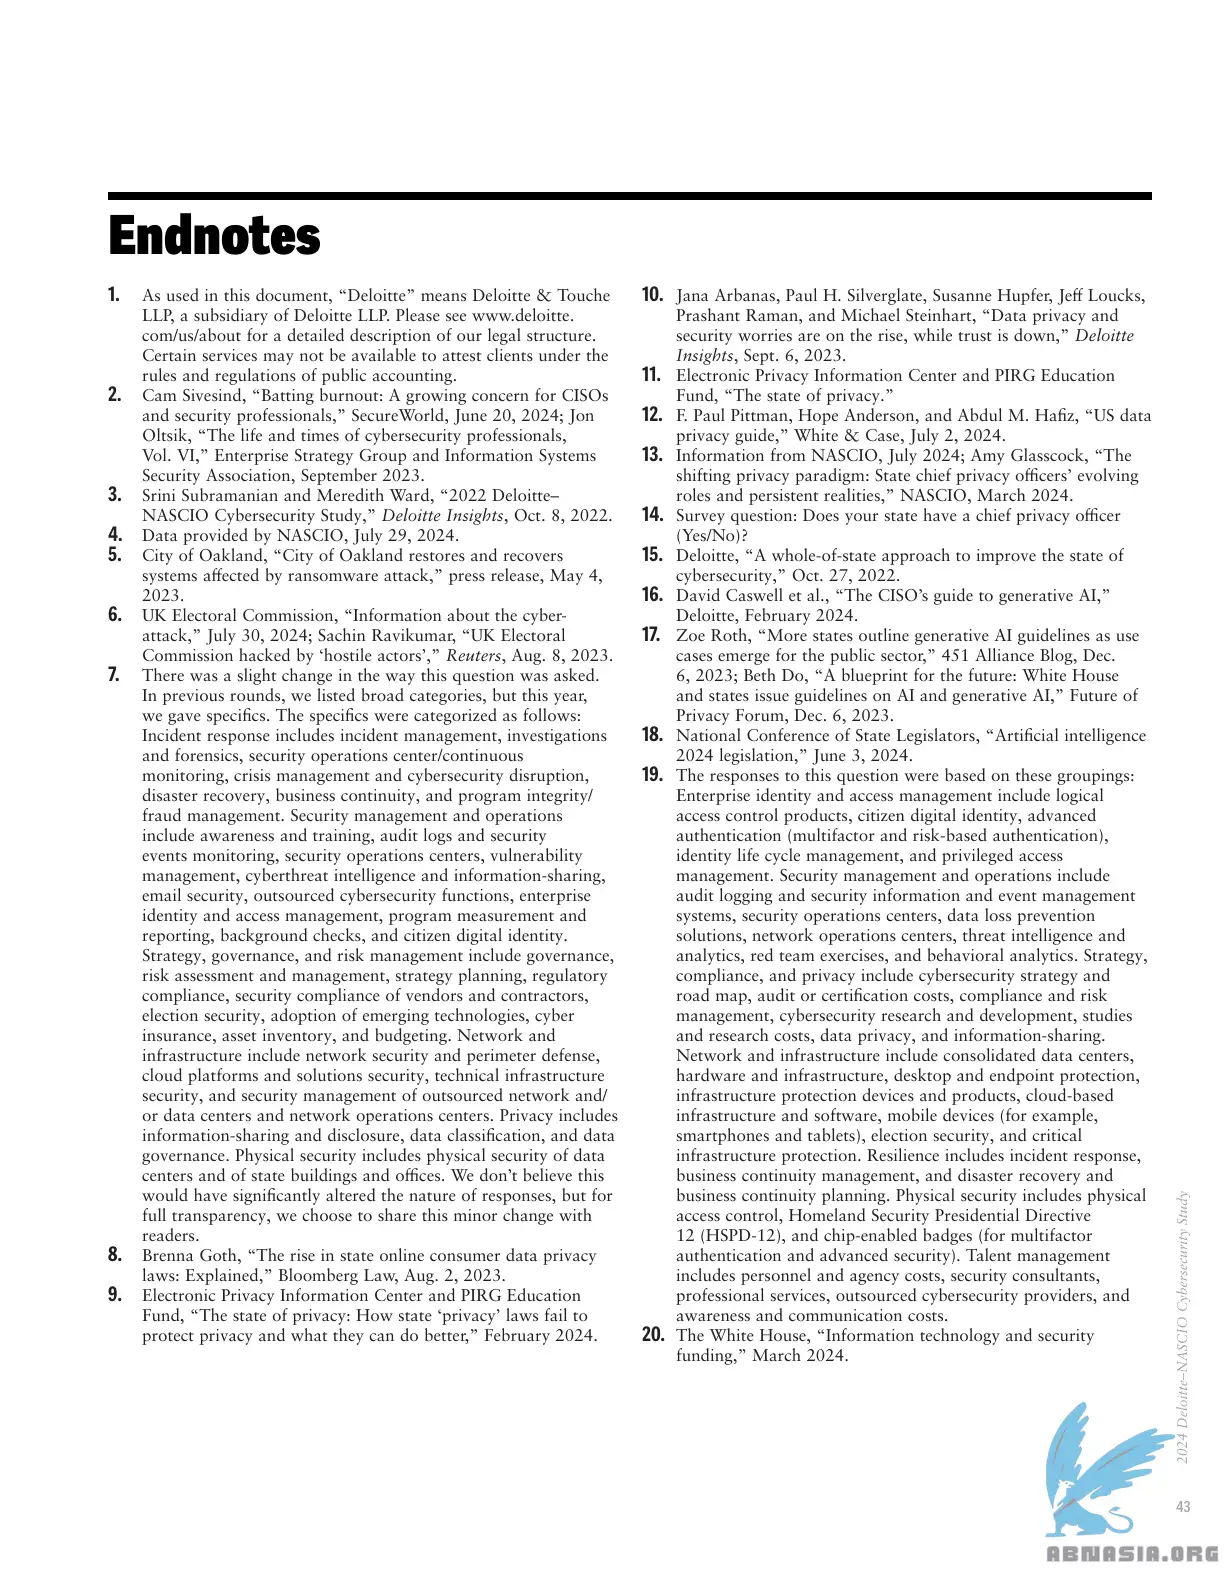 Endnotes
1. As used in this document, “Deloitte” means Deloitte & Touche
LLP, a subsidiary of Deloitte LLP. Please see www.deloitte.
com/us/about for a detailed description of our legal structure.
Certain services may not be available to attest clients under the
rules and regulations of public accounting.
2. Cam Sivesind, “Batting burnout: A growing concern for CISOs
and security professionals,” SecureWorld, June 20, 2024; Jon
Oltsik, “The life and times of cybersecurity professionals,
Vol. VI,” Enterprise Strategy Group and Information Systems
Security Association, September 2023.
3. Srini Subramanian and Meredith Ward, “2022 Deloitte–
NASCIO Cybersecurity Study,” Deloitte Insights, Oct. 8, 2022.
4. Data provided by NASCIO, July 29, 2024.
5. City of Oakland, “City of Oakland restores and recovers
systems affected by ransomware attack,” press release, May 4,
2023.
6. UK Electoral Commission, “Information about the cyber-
attack,” July 30, 2024; Sachin Ravikumar, “UK Electoral
Commission hacked by ‘hostile actors’,” Reuters, Aug. 8, 2023.
7. There was a slight change in the way this question was asked.
In previous rounds, we listed broad categories, but this year,
we gave specifics. The specifics were categorized as follows:
Incident response includes incident management, investigations
and forensics, security operations center/continuous
monitoring, crisis management and cybersecurity disruption,
disaster recovery, business continuity, and program integrity/
fraud management. Security management and operations
include awareness and training, audit logs and security
events monitoring, security operations centers, vulnerability
management, cyberthreat intelligence and information-sharing,
email security, outsourced cybersecurity functions, enterprise
identity and access management, program measurement and
reporting, background checks, and citizen digital identity.
Strategy, governance, and risk management include governance,
risk assessment and management, strategy planning, regulatory
compliance, security compliance of vendors and contractors,
election security, adoption of emerging technologies, cyber
insurance, asset inventory, and budgeting. Network and
infrastructure include network security and perimeter defense,
cloud platforms and solutions security, technical infrastructure
security, and security management of outsourced network and/
or data centers and network operations centers. Privacy includes
information-sharing and disclosure, data classification, and data
governance. Physical security includes physical security of data
centers and of state buildings and offices. We don’t believe this
would have significantly altered the nature of responses, but for
full transparency, we choose to share this minor change with
readers.
8. Brenna Goth, “The rise in state online consumer data privacy
laws: Explained,” Bloomberg Law, Aug. 2, 2023.
9. Electronic Privacy Information Center and PIRG Education
Fund, “The state of privacy: How state ‘privacy’ laws fail to
protect privacy and what they can do better,” February 2024.
10. Jana Arbanas, Paul H. Silverglate, Susanne Hupfer, Jeff Loucks,
Prashant Raman, and Michael Steinhart, “Data privacy and
security worries are on the rise, while trust is down,” Deloitte
Insights, Sept. 6, 2023.
11. Electronic Privacy Information Center and PIRG Education
Fund, “The state of privacy.”
12. F. Paul Pittman, Hope Anderson, and Abdul M. Hafiz, “US data
privacy guide,” White & Case, July 2, 2024.
13. Information from NASCIO, July 2024; Amy Glasscock, “The
shifting privacy paradigm: State chief privacy officers’ evolving
roles and persistent realities,” NASCIO, March 2024.
14. Survey question: Does your state have a chief privacy officer
(Yes/No)?
15. Deloitte, “A whole-of-state approach to improve the state of
cybersecurity,” Oct. 27, 2022.
16. David Caswell et al., “The CISO’s guide to generative AI,”
Deloitte, February 2024.
17. Zoe Roth, “More states outline generative AI guidelines as use
cases emerge for the public sector,” 451 Alliance Blog, Dec.
6, 2023; Beth Do, “A blueprint for the future: White House
and states issue guidelines on AI and generative AI,” Future of
Privacy Forum, Dec. 6, 2023.
18. National Conference of State Legislators, “Artificial intelligence
2024 legislation,” June 3, 2024.
19. The responses to this question were based on these groupings:
Enterprise identity and access management include logical
access control products, citizen digital identity, advanced
authentication (multifactor and risk-based authentication),
identity life cycle management, and privileged access
management. Security management and operations include
audit logging and security information and event management
systems, security operations centers, data loss prevention
solutions, network operations centers, threat intelligence and
analytics, red team exercises, and behavioral analytics. Strategy,
compliance, and privacy include cybersecurity strategy and
road map, audit or certification costs, compliance and risk
management, cybersecurity research and development, studies
and research costs, data privacy, and information-sharing.
Network and infrastructure include consolidated data centers,
hardware and infrastructure, desktop and endpoint protection,
infrastructure protection devices and products, cloud-based
infrastructure and software, mobile devices (for example,
smartphones and tablets), election security, and critical
infrastructure protection. Resilience includes incident response,
business continuity management, and disaster recovery and
business continuity planning. Physical security includes physical
access control, Homeland Security Presidential Directive
12 (HSPD-12), and chip-enabled badges (for multifactor
authentication and advanced security). Talent management
includes personnel and agency costs, security consultants,
professional services, outsourced cybersecurity providers, and
awareness and communication costs.
20. The White House, “Information technology and security
funding,” March 2024.
2024 Deloitte–NASCIO Cybersecurity Study
43
ABNASIA.ORG